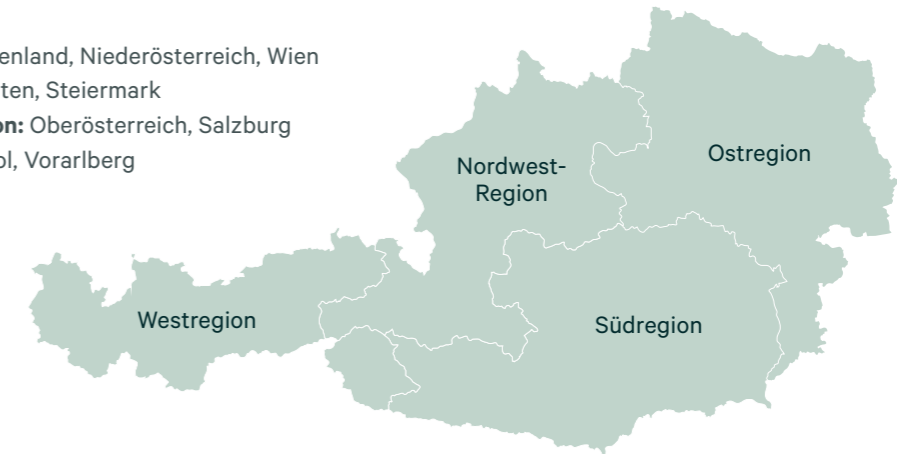 enland, Niederösterreich, Wien
ten, Steiermark
on: Oberösterreich, Salzburg
ol, Vorarlberg
Nordwest-
Region
Ostregion
Westregion
Südregion